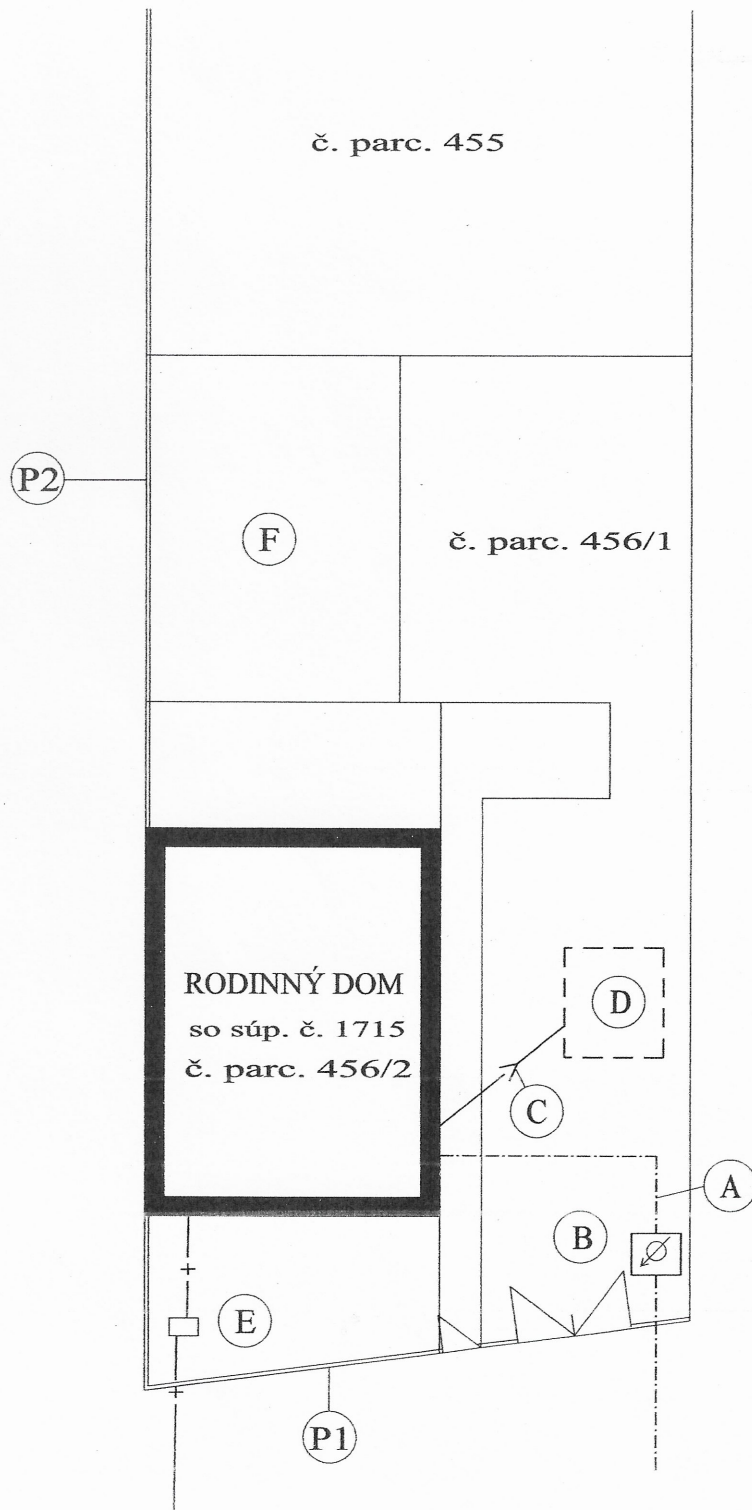 č. parc. 455
P2
F
č. parc. 456/1
RODINNÝ DOM
so súp. č. 1715
č. parc. 456/2
D
C
A
B
E
P1